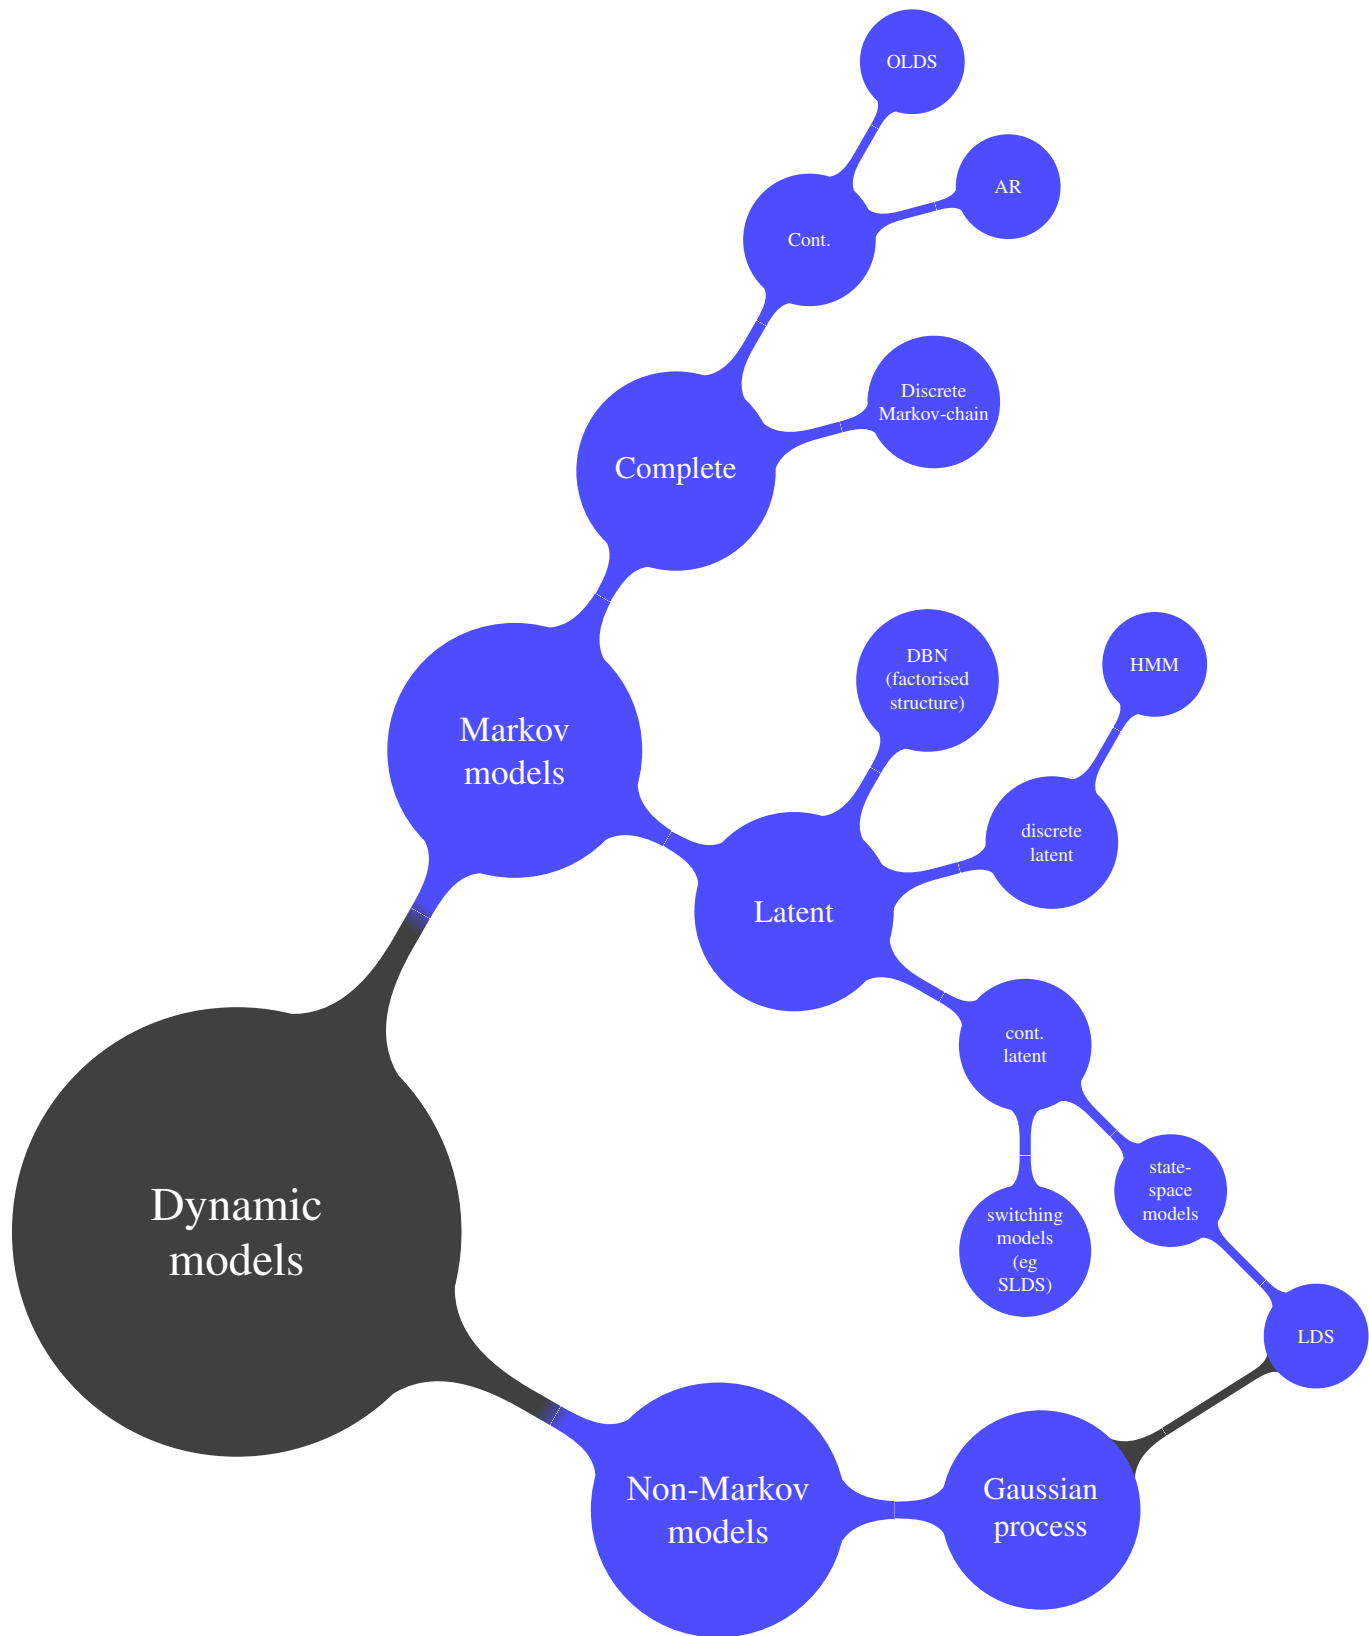 OLDS
AR
Cont.
Discrete
Markov-chain
Complete
DBN
(factorised
structure)
HMM
Markov
models
discrete
latent
Latent
cont.
latent
state-
space
models
switching
models
(eg
SLDS)
Dynamic
models
LDS
Non-Markov
models
Gaussian
process